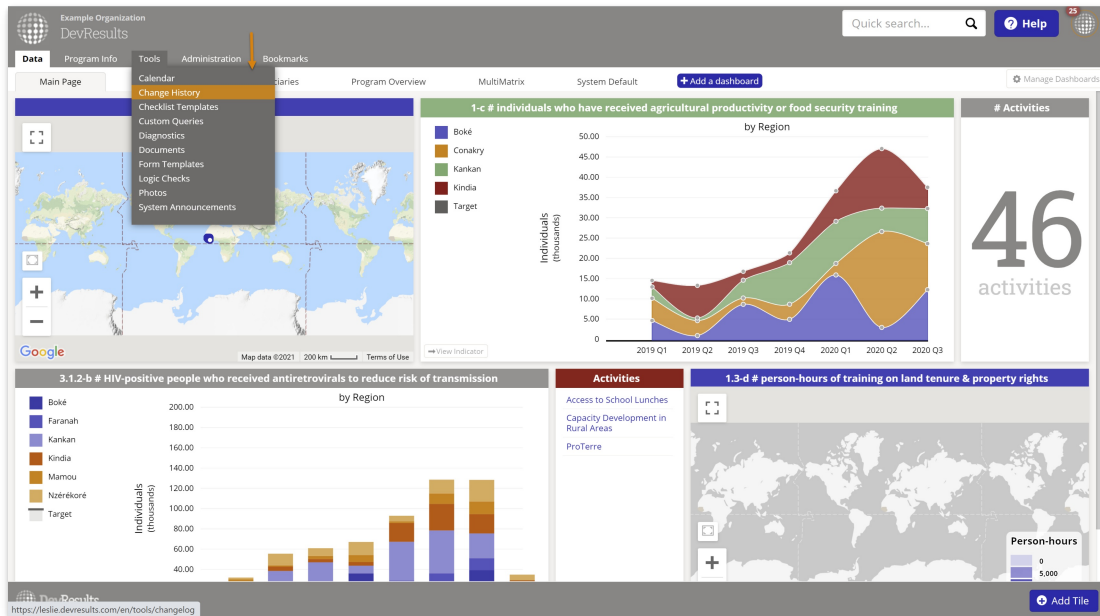 Example Organization
DevResults
Quick search...
? Help
25
Data Program Info Tools Administration Bookmarks
Main Page
Program Overview MultiMatrix System Default + Add a dashboard
Manage Dashboards
Calendar
Change History
Checklist Templates
Custom Queries
Diagnostics
Documents
Form Templates
Logic Checks
Photos
System Announcements
Google
Map data ©2021 200 km Terms of Use
1-c # individuals who have received agricultural productivity or food security training
by Region
Boké
Conakry
Kankan
Kindia
Target
Individuals
(thousands)
50.00
45.00
40.00
35.00
30.00
25.00
20.00
15.00
10.00
5.00
0
2019 Q1 2019 Q2 2019 Q3 2019 Q4 2020 Q1 2020 Q2 2020 Q3
View Indicator
# Activities
46
activities
3.1.2-b # HIV-positive people who received antiretrovirals to reduce risk of transmission
by Region
Boké
Faranah
Kankan
Kindia
Mamou
Nzérékoré
Target
Individuals
(thousands)
200.00
180.00
160.00
140.00
120.00
100.00
80.00
60.00
40.00
Activities
Access to School Lunches
Capacity Development in
Rural Areas
ProTerre
1.3-d # person-hours of training on land tenure & property rights
Person-hours
0
5,000
DevResults
https://leslie.devresults.com/en/tools/changelog
+ Add Tile